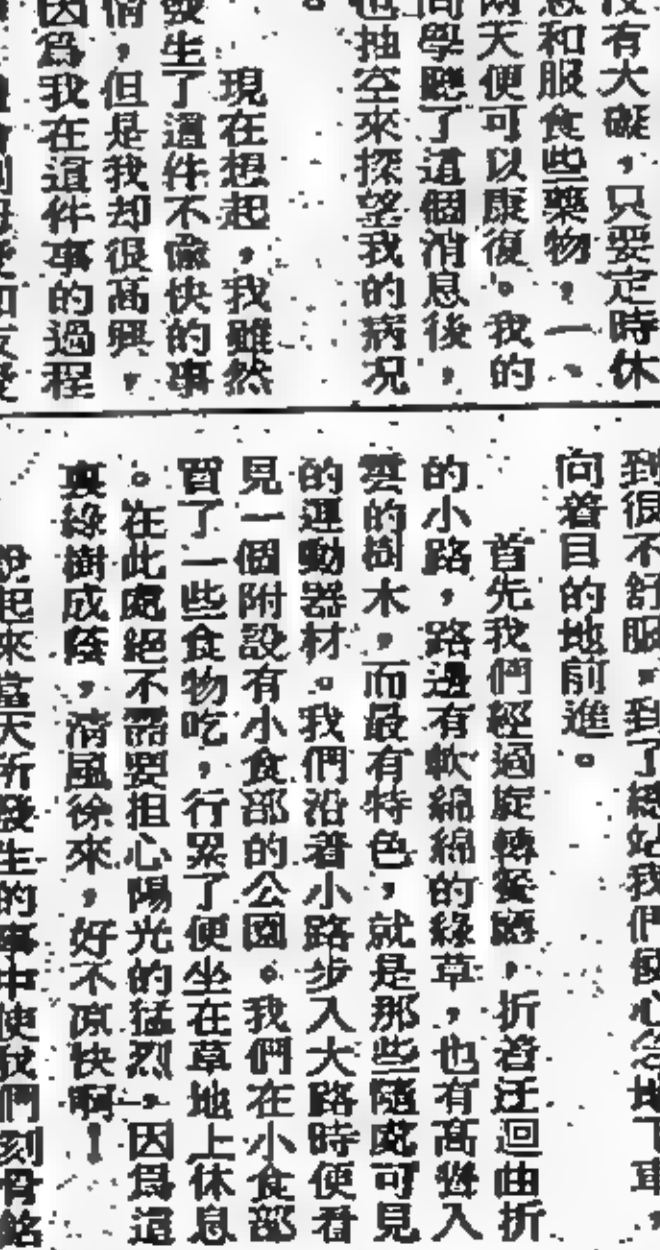 沒有大礙，只要定時休
息和服食些藥物，一、
兩天便可以康復。我的
同學聽了這個消息後，
也抽空來探望我的病況
。
現在想起，我雖然
發生了這件不愉快的事
情，但是我却很高興，
因爲我在這件事的過程
到很不舒服，到了總站我們便心急地下車，
向着目的地前進。
首先我們經過旋轉餐廳，折着迂迴曲折
的小路，路邊有軟綿綿的綠草，也有高聳入
雲的樹木，而最有特色，就是那些隨處可見
的運動器材。我們沿着小路步入大路時便看
見一個附設有小食部的公園。我們在小食部
買了一些食物吃，行累了便坐在草地上休息
。在此處絕不需要担心陽光的猛烈，因爲這
裏綠樹成蔭，清風徐來，好不凉快啊！
說起來當天所發生的事中使我們刻骨銘